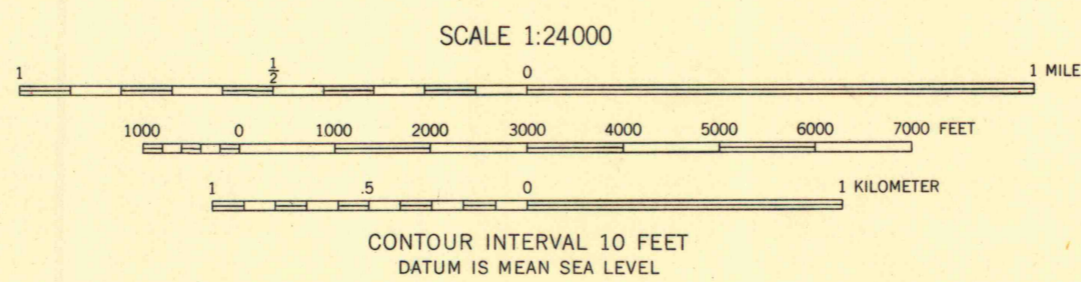 SCALE 1:24000
1 1/2 0 1 MILE
1000 0 1000 2000 3000 4000 5000 6000 7000 FEET
1 .5 0 1 KILOMETER
CONTOUR INTERVAL 10 FEET
DATUM IS MEAN SEA LEVEL